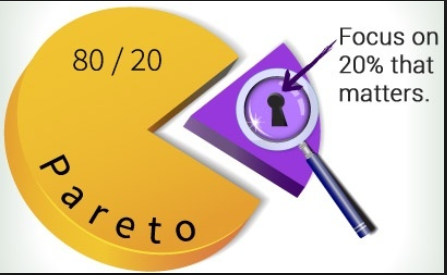 80 / 20
Focus on
20% that
matters.
Pareto